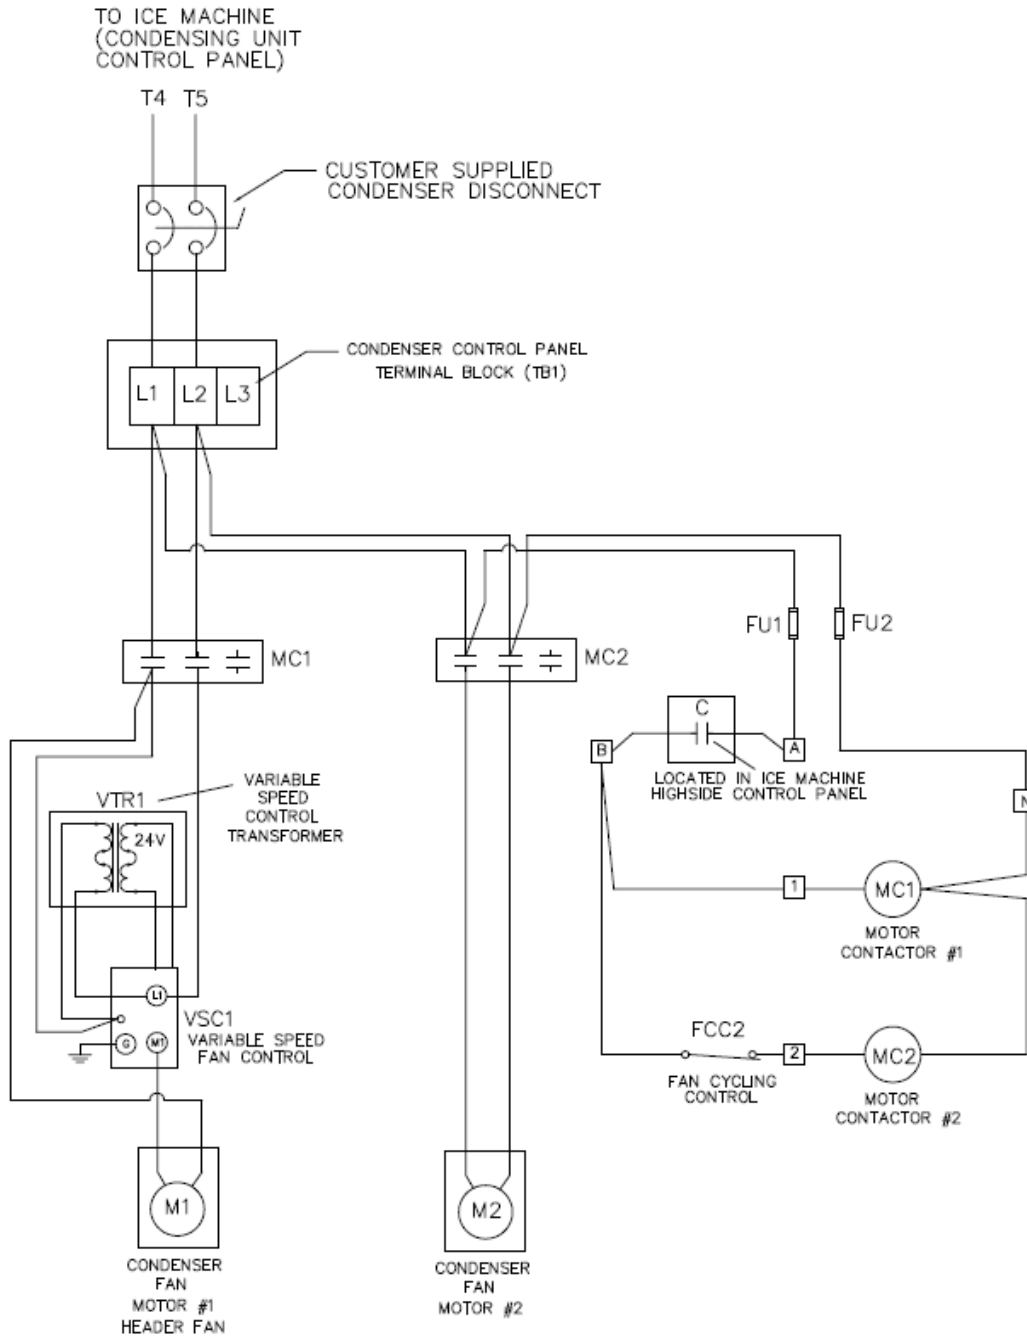 TO ICE MACHINE
(CONDENSING UNIT
CONTROL PANEL)
T4 T5
CUSTOMER SUPPLIED
CONDENSER DISCONNECT
CONDENSER CONTROL PANEL
TERMINAL BLOCK (TB1)
L1 L2 L3
FU1 FU2
MC1
MC2
C
B
A
LOCATED IN ICE MACHINE
HIGHSIDE CONTROL PANEL
VARIABLE
SPEED
CONTROL
TRANSFORMER
VTR1
24V
N
1
MC1
MOTOR
CONTACTOR #1
L1
VSC1
VARIABLE SPEED
FAN CONTROL
G
M1
FCC2
2
MC2
FAN CYCLING
CONTROL
MOTOR
CONTACTOR #2
M1
M2
CONDENSER
FAN
MOTOR #1
HEADER FAN
CONDENSER
FAN
MOTOR #2